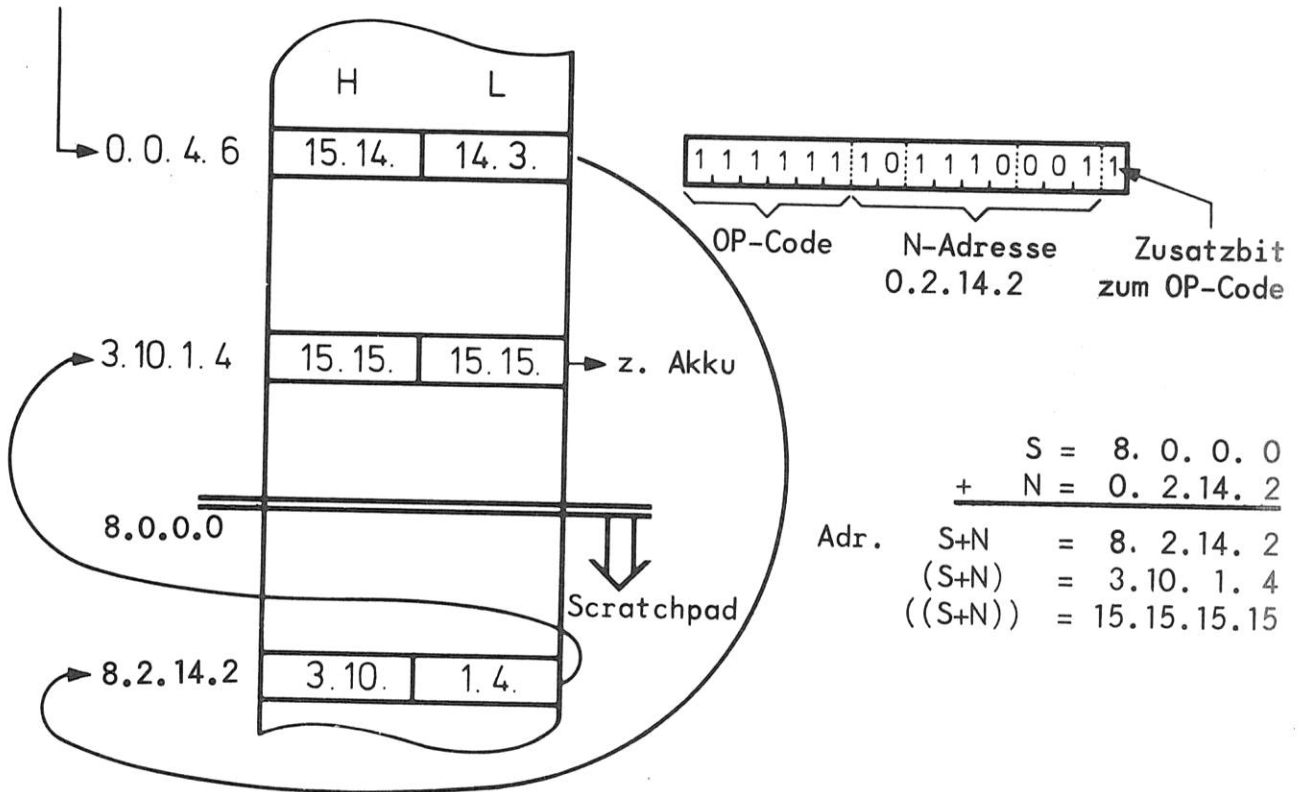 H L
0. 0. 4. 6
15.14. 14. 3.
1 1 1 1 1 1 1 0 1 1 1 0 0 0 1 1
OP-Code
N-Adresse
0.2.14.2
Zusatzbit
zum OP-Code
3.10.1.4
15.15. 15.15.
z. Akku
8.0.0.0
Scratchpad
S = 8. 0. 0. 0
+ N = 0. 2.14. 2
Adr. S+N = 8. 2.14. 2
(S+N) = 3.10. 1. 4
((S+N)) = 15.15.15.15
8.2.14.2
3.10. 1.4.